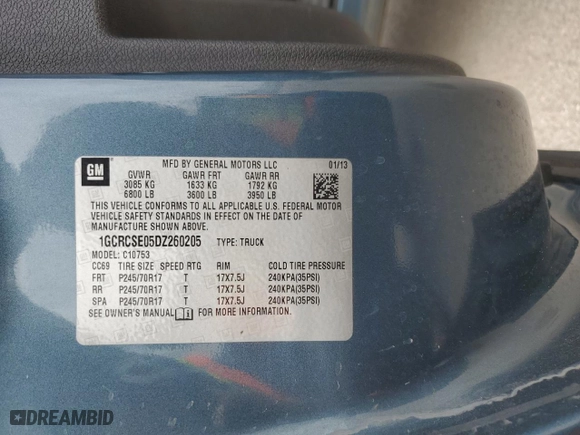 GM
MFD BY GENERAL MOTORS LLC 01/13
GVWR GAWR FRT GAWR RR
3085 KG 1633 KG 1792 KG
6800 LB 3600 LB 3950 LB
THIS VEHICLE CONFORMS TO ALL APPLICABLE U.S. FEDERAL MOTOR
VEHICLE SAFETY STANDARDS IN EFFECT ON THE DATE OF
MANUFACTURE SHOWN ABOVE.
1GCRCSE05DZ260205 TYPE: TRUCK
MODEL: C10753
CC69 TIRE SIZE SPEED RTG RIM COLD TIRE PRESSURE
FRT P245/70R17 T 17X7.5J 240KPA(35PSI)
RR P245/70R17 T 17X7.5J 240KPA(35PSI)
SPA P245/70R17 T 17X7.5J 240KPA(35PSI)
SEE OWNER'S MANUAL FOR MORE INFORMATION.
DREAMBID